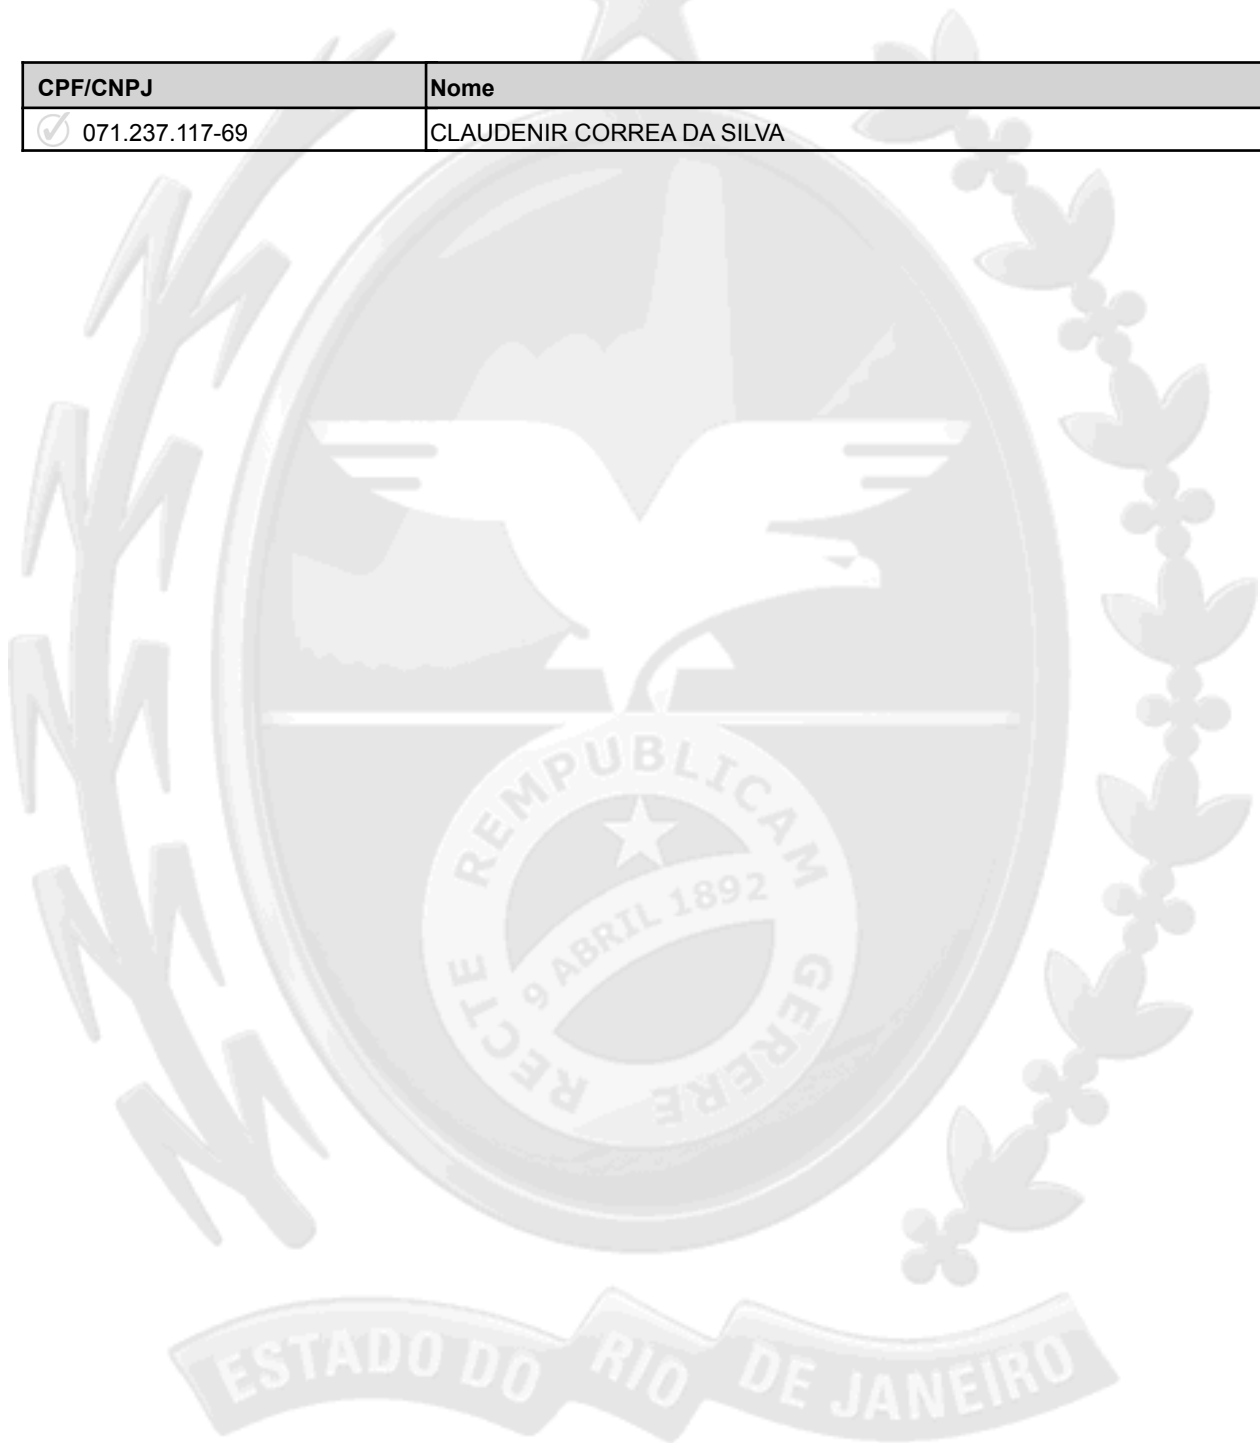 CPF/CNPJ Nome
071.237.117-69 CLAUDENIR CORREA DA SILVA
REMPUBLICAM
9 ABRIL 1892
RECTE GERERE
ESTADO DO RIO DE JANEIRO